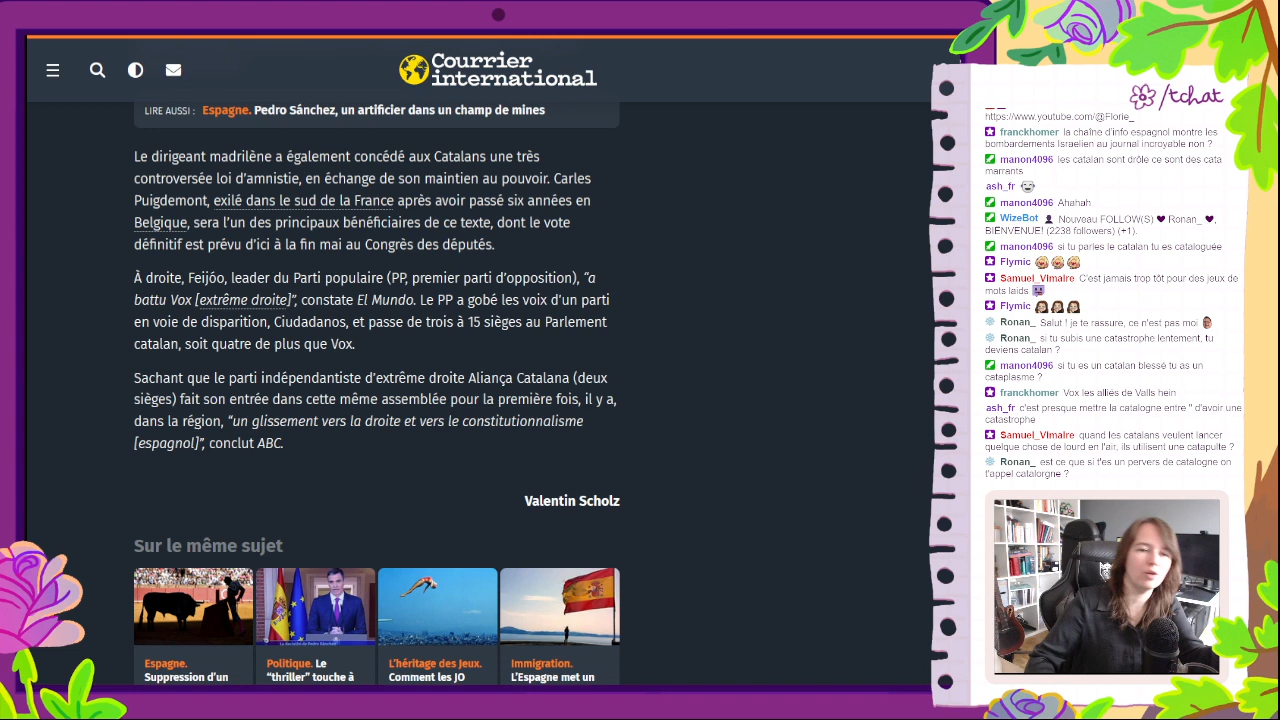 Courrier
international
LIRE AUSSI : Espagne. Pedro Sánchez, un artificier dans un champ de mines
Le dirigeant madrilène a également concédé aux Catalans une très
controversée loi d'amnistie, en échange de son maintien au pouvoir. Carles
Puigdemont, exilé dans le sud de la France après avoir passé six années en
Belgique, sera l'un des principaux bénéficiaires de ce texte, dont le vote
définitif est prévu d'ici à la fin mai au Congrès des députés.
À droite, Feijóo, leader du Parti populaire (PP, premier parti d'opposition), “a
battu Vox [extrême droite]”, constate El Mundo. Le PP a gobé les voix d'un parti
en voie de disparition, Ciudadanos, et passe de trois à 15 sièges au Parlement
catalan, soit quatre de plus que Vox.
Sachant que le parti indépendantiste d'extrême droite Aliança Catalana (deux
sièges) fait son entrée dans cette même assemblée pour la première fois, il y a,
dans la région, “un glissement vers la droite et vers le constitutionnalisme
[espagnol]”, conclut ABC.
Valentin Scholz
Sur le même sujet
Espagne.
Suppression d'un
Politique. Le
“thriller” touche à
L'héritage des Jeux.
Comment les JO
Immigration.
L'Espagne met un
/tchat
https://www.youtube.com/@Florie_
franckhomer la chaîne d'info espagnol montre les
bombardements Israelien au journal incroyable non ?
manon4096 les catalan sont drôle ce sont des cata
marrants
ash_fr
manon4096 Ahahah
WizeBot Nouveau FOLLOW(S) ♥ Ronan_ ♥,
BIENVENUE! (2238 followers) (+1).
manon4096 si tu parles le catalan tu es cataloguée
Flymic
Samuel_Vimaire C'est jamais trop tôt pour des jeux de
mots laids
Flymic
Ronan_ Salut ! je te rassure, ce n'est pas moi
Ronan_ si tu subis une catastrophe lentement, tu
deviens catalan ?
manon4096 si tu es un catalan blessé tu as un
cataplasme ?
franckhomer Vox les alliés de Valls hein
ash_fr c'est presque mettre la catalogne entre " d'avoir une
catastrophe
Samuel_Vimaire quand les catalans veulent lancer
quelque chose de lourd en l'air, ils utilisent une catapulte ?
Ronan_ est ce que si t'es un pervers de catalogne on
t'appel catalorgne ?